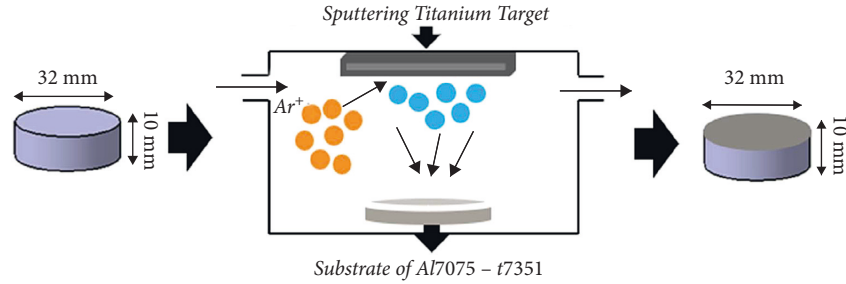 Sputtering Titanium Target
32 mm
10 mm
Ar+
32 mm
10 mm
Substrate of Al7075 – t7351